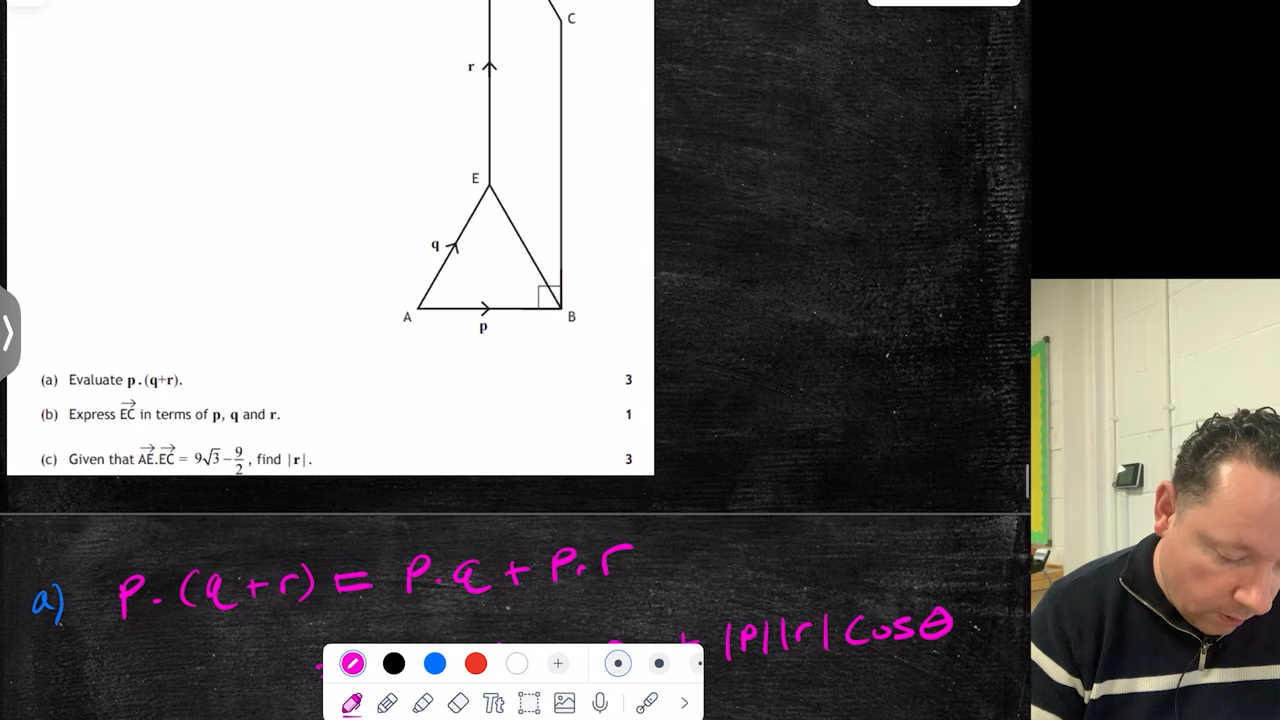 C
r
E
q
A
B
p
(a) Evaluate p.(q+r). 3
(b) Express EC⃗ in terms of p, q and r. 1
(c) Given that AE⃗.EC⃗ = 9√3 − 9/2, find |r|. 3
a) p.(q+r) = p.q + p.r
|p||r| cosθ
Tt